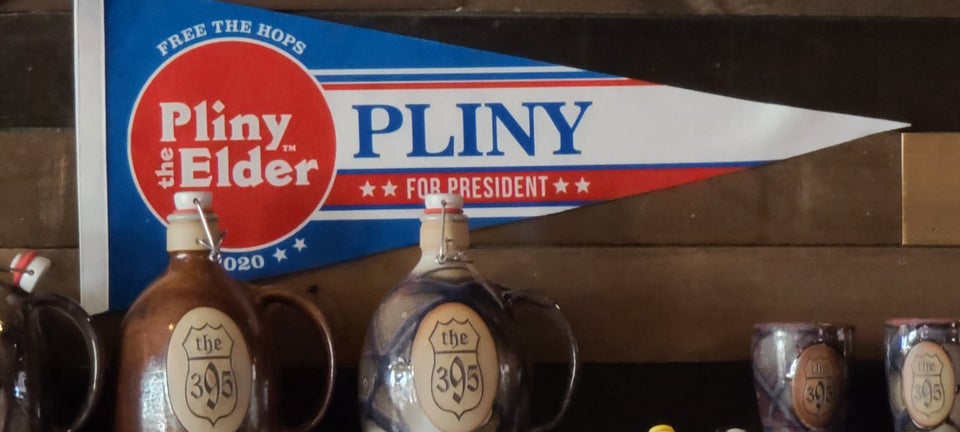 FREE THE HOPS
Pliny
the Elder™
2020
PLINY
FOR PRESIDENT
the
395
the
395
the
395
the
395